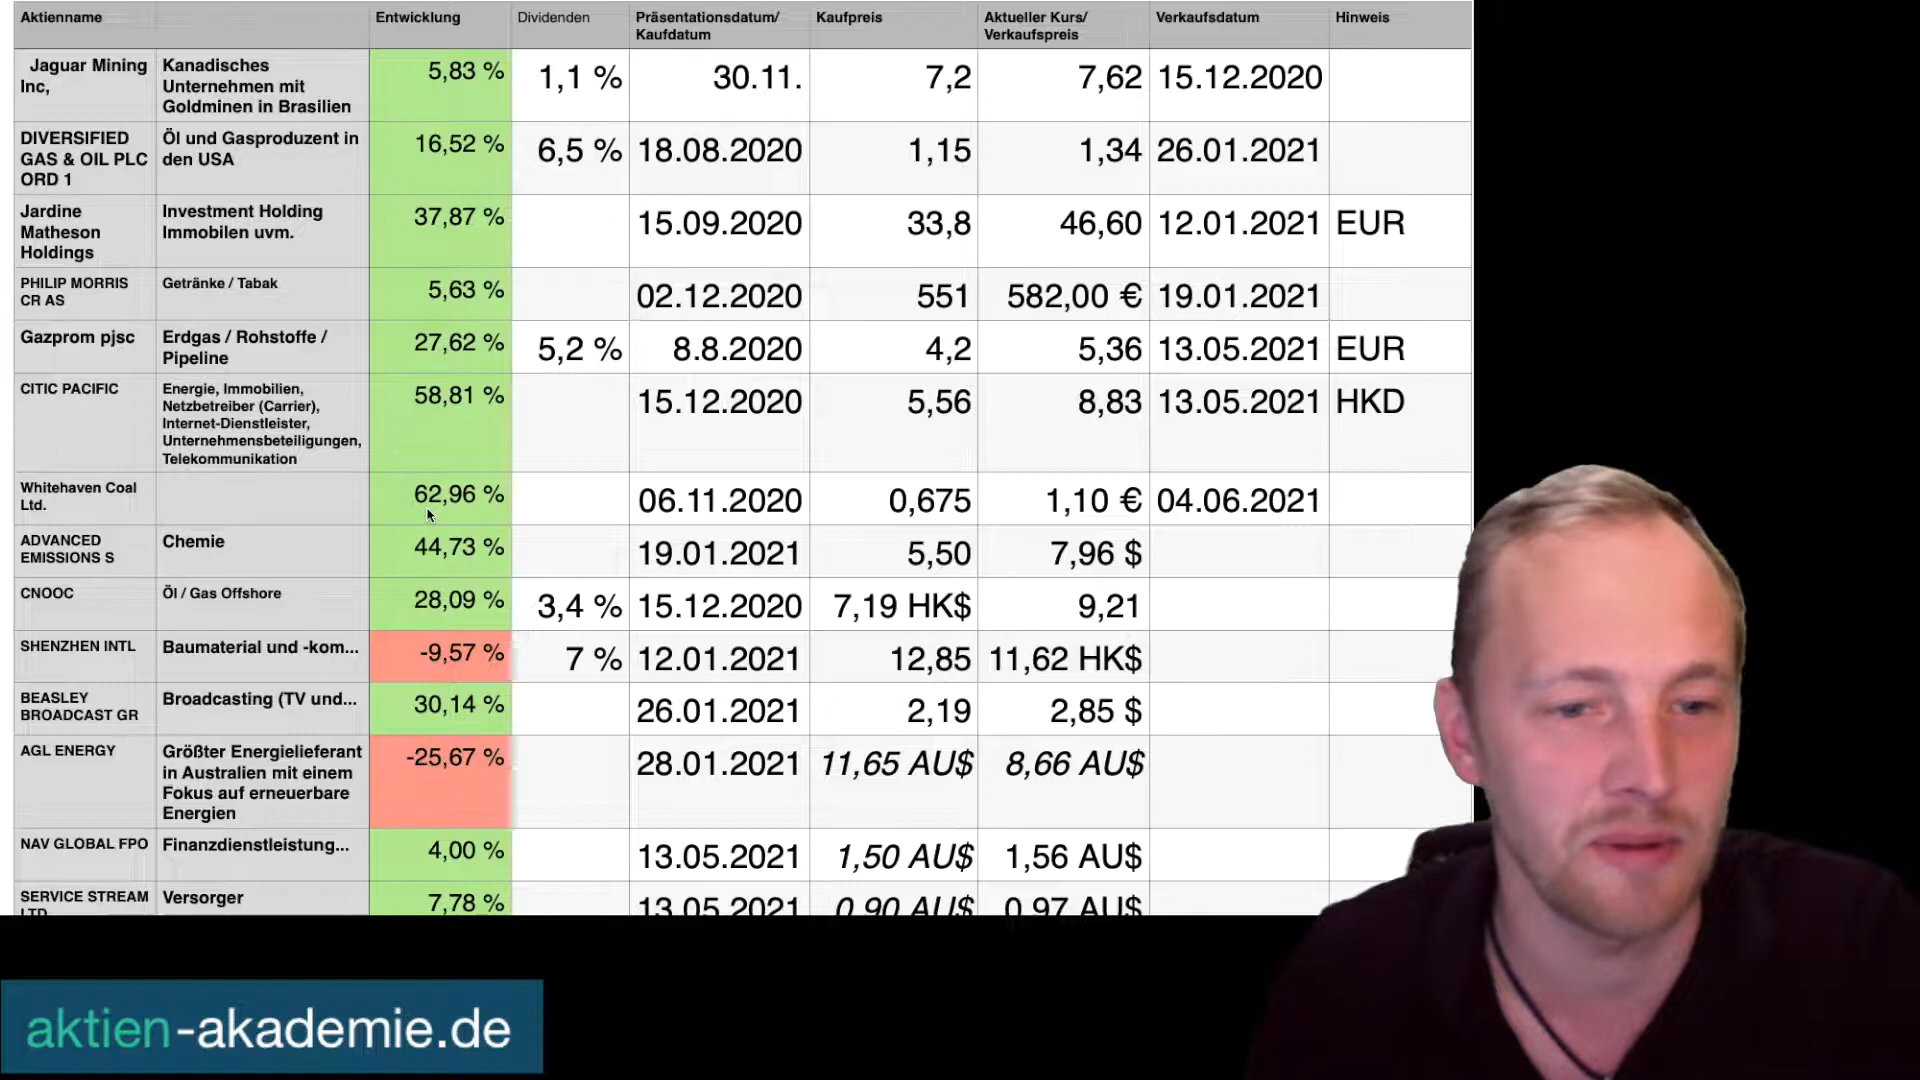 Aktienname Entwicklung Dividenden Präsentationsdatum/ Kaufpreis Aktueller Kurs/ Verkaufsdatum Hinweis
Kaufdatum Verkaufspreis
Jaguar Mining Kanadisches 5,83 % 1,1 % 30.11. 7,2 7,62 15.12.2020
Inc, Unternehmen mit
Goldminen in Brasilien
DIVERSIFIED Öl und Gasproduzent in 16,52 % 6,5 % 18.08.2020 1,15 1,34 26.01.2021
GAS & OIL PLC den USA
ORD 1
Jardine Investment Holding 37,87 % 15.09.2020 33,8 46,60 12.01.2021 EUR
Matheson Immobilen uvm.
Holdings
PHILIP MORRIS Getränke / Tabak 5,63 % 02.12.2020 551 582,00 € 19.01.2021
CR AS
Gazprom pjsc Erdgas / Rohstoffe / 27,62 % 5,2 % 8.8.2020 4,2 5,36 13.05.2021 EUR
Pipeline
CITIC PACIFIC Energie, Immobilien, 58,81 % 15.12.2020 5,56 8,83 13.05.2021 HKD
Netzbetreiber (Carrier),
Internet-Dienstleister,
Unternehmensbeteiligungen,
Telekommunikation
Whitehaven Coal 62,96 % 06.11.2020 0,675 1,10 € 04.06.2021
Ltd.
ADVANCED Chemie 44,73 % 19.01.2021 5,50 7,96 $
EMISSIONS S
CNOOC Öl / Gas Offshore 28,09 % 3,4 % 15.12.2020 7,19 HK$ 9,21
SHENZHEN INTL Baumaterial und -kom... -9,57 % 7 % 12.01.2021 12,85 11,62 HK$
BEASLEY Broadcasting (TV und... 30,14 % 26.01.2021 2,19 2,85 $
BROADCAST GR
AGL ENERGY Größter Energielieferant -25,67 % 28.01.2021 11,65 AU$ 8,66 AU$
in Australien mit einem
Fokus auf erneuerbare
Energien
NAV GLOBAL FPO Finanzdienstleistung... 4,00 % 13.05.2021 1,50 AU$ 1,56 AU$
SERVICE STREAM Versorger 7,78 % 13.05.2021 0,90 AU$ 0,97 AU$
LTD
aktien-akademie.de